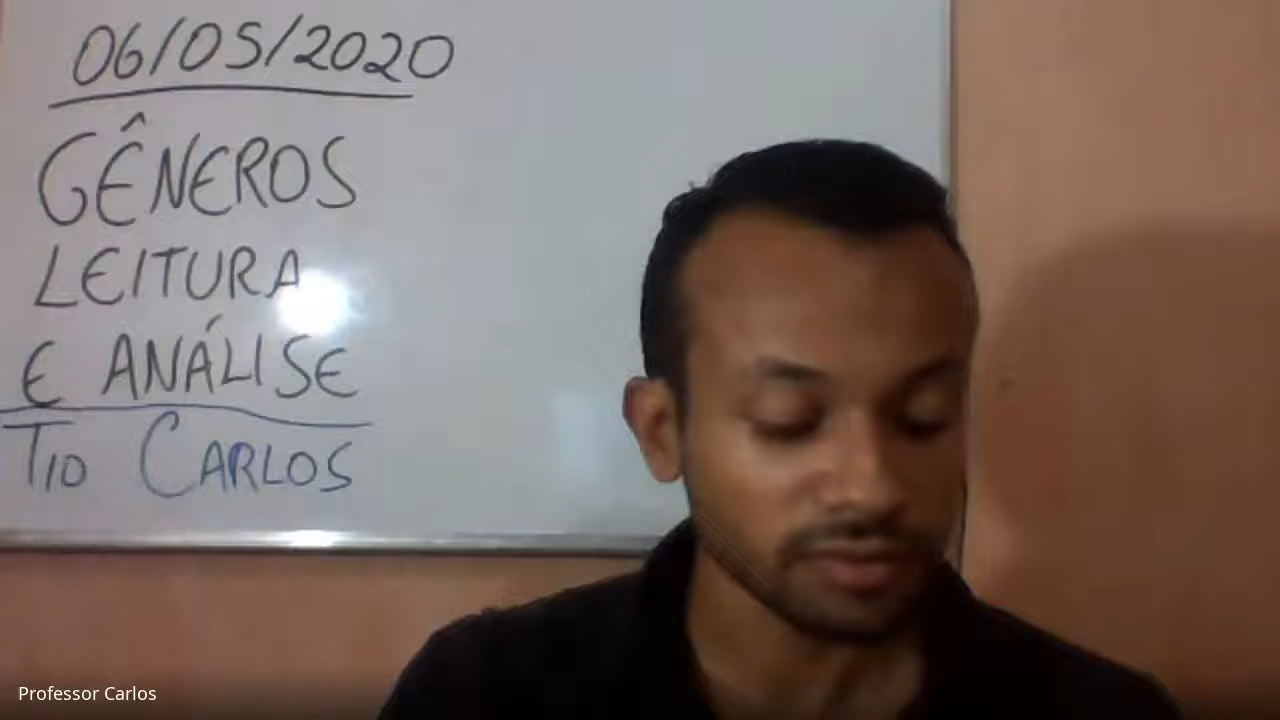 06/05/2020
GÊNEROS
LEITURA
E ANÁLISE
TIO CARLOS
Professor Carlos